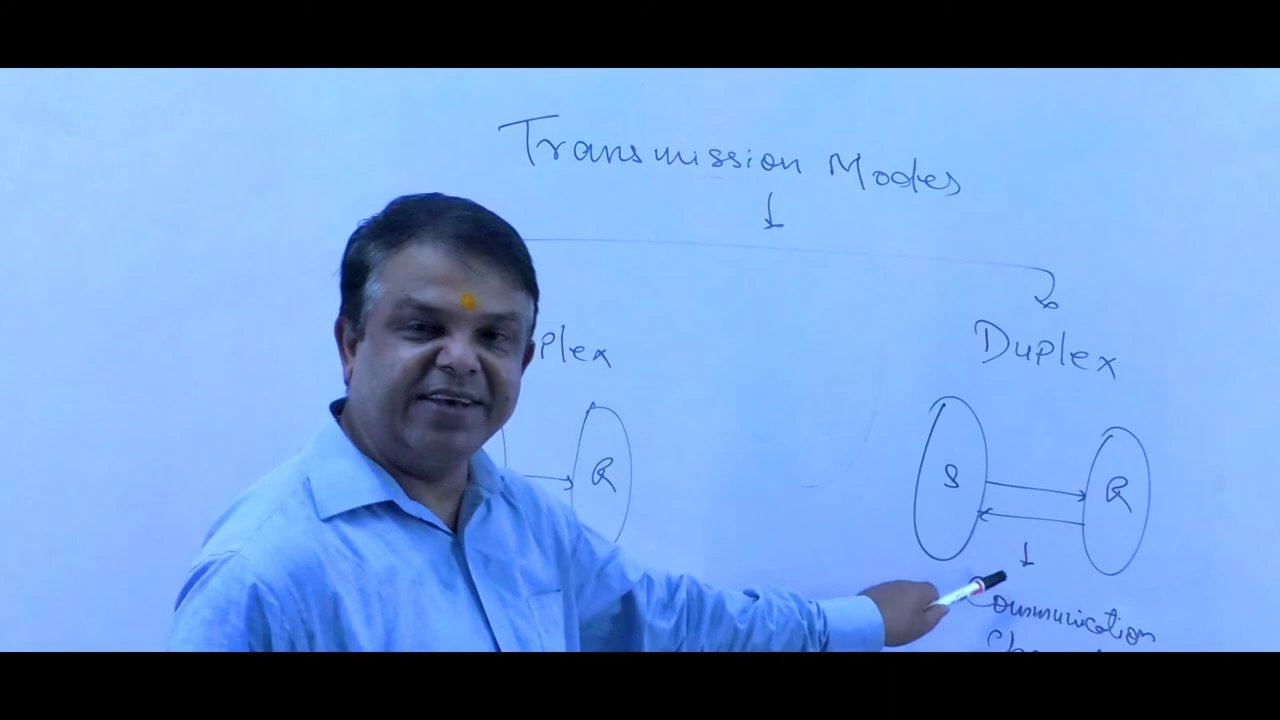 Transmission Modes
plex
Duplex
R
S
R
Communication